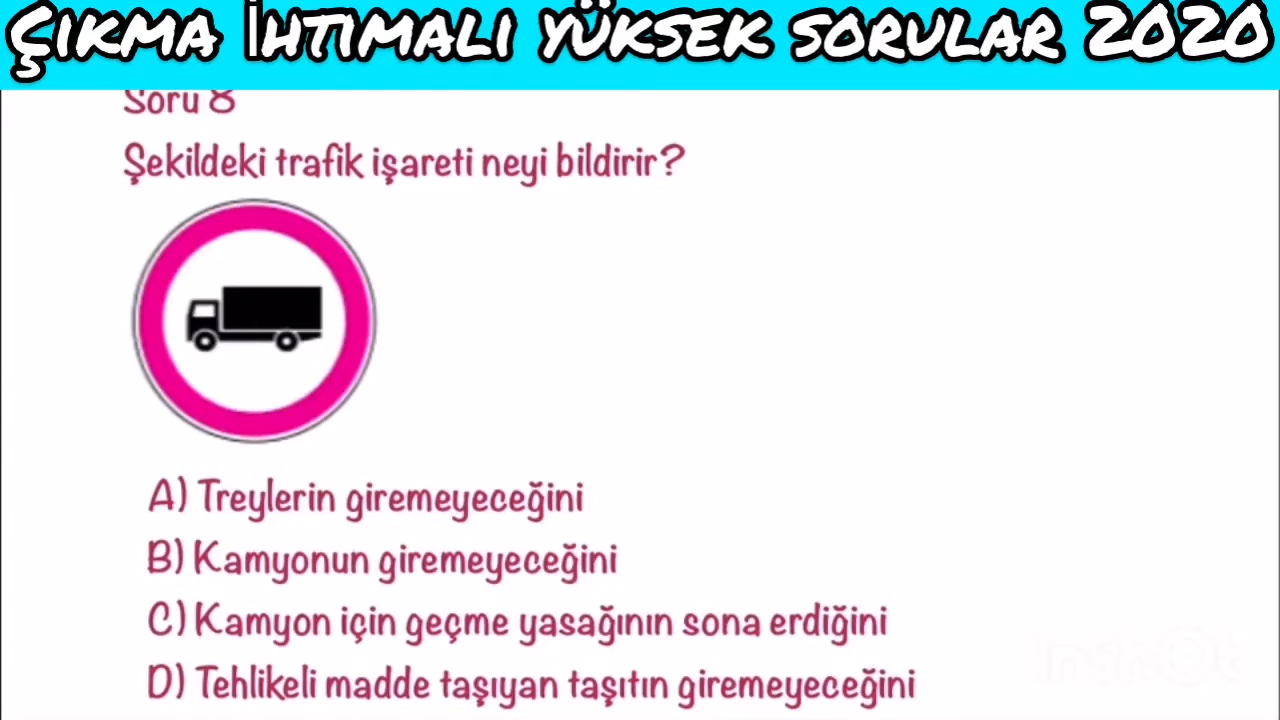 Çıkma İhtimali yüksek sorular 2020
Soru 8
Şekildeki trafik işareti neyi bildirir?
A) Treylerin giremeyeceğini
B) Kamyonun giremeyeceğini
C) Kamyon için geçme yasağının sona erdiğini
D) Tehlikeli madde taşıyan taşıtın giremeyeceğini